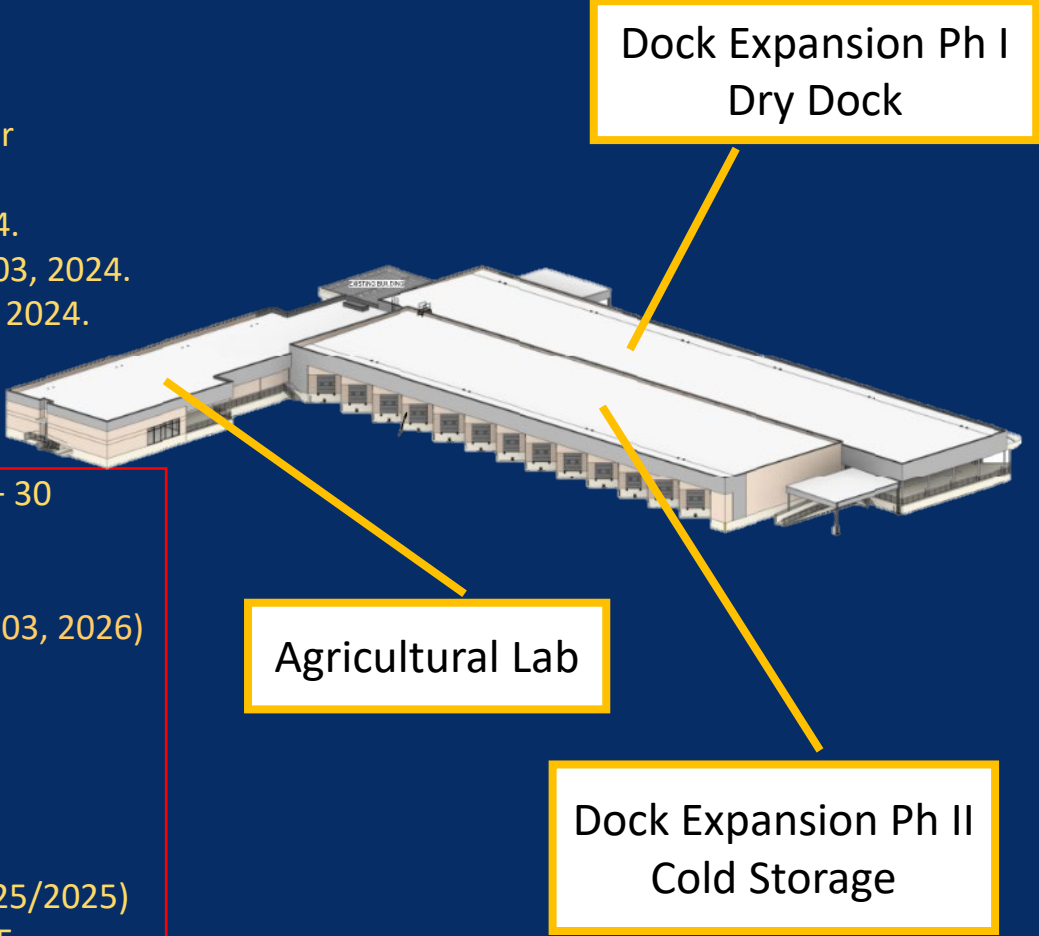 Dock Expansion Ph I
Dry Dock
r
4.
03, 2024.
2024.
EXISTING BUILDING
- 30
03, 2026)
Agricultural Lab
Dock Expansion Ph II
Cold Storage
25/2025)